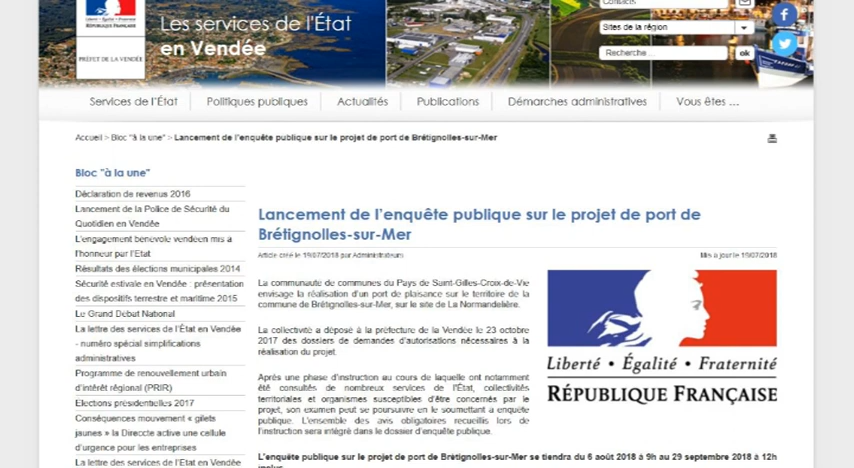 Liberté • Égalité • Fraternité
RÉPUBLIQUE FRANÇAISE
PRÉFET DE LA VENDÉE
Les services de l'État
en Vendée
Contacts
Sites de la région
Recherche
ok
Services de l'État
Politiques publiques
Actualités
Publications
Démarches administratives
Vous êtes ...
Accueil > Bloc "à la une" > Lancement de l'enquête publique sur le projet de port de Brétignolles-sur-Mer
Bloc "à la une"
Déclaration de revenus 2016
Lancement de la Police de Sécurité du
Quotidien en Vendée
L'engagement bénévole vendéen mis à
l'honneur par l'Etat
Résultats des élections municipales 2014
Sécurité estivale en Vendée : présentation
des dispositifs terrestre et maritime 2015
Le Grand Débat National
La lettre des services de l'État en Vendée
- numéro spécial simplifications
administratives
Programme de renouvellement urbain
d'intérêt régional (PRIR)
Elections présidentielles 2017
Conséquences mouvement « gilets
jaunes » la Direccte active une cellule
d'urgence pour les entreprises
La lettre des services de l'État en Vendée
Lancement de l'enquête publique sur le projet de port de
Brétignolles-sur-Mer
Article créé le 19/07/2018 par Administrateurs
Mis à jour le 19/07/2018
La communauté de communes du Pays de Saint-Gilles-Croix-de-Vie
envisage la réalisation d'un port de plaisance sur le territoire de la
commune de Brétignolles-sur-Mer, sur le site de La Normandelière.
La collectivité a déposé à la préfecture de la Vendée le 23 octobre
2017 des dossiers de demandes d'autorisations nécessaires à la
réalisation du projet.
Après une phase d'instruction au cours de laquelle ont notamment
été consultés de nombreux services de l'État, collectivités
territoriales et organismes susceptibles d'être concernés par le
projet, son examen peut se poursuivre en le soumettant à enquête
publique. L'ensemble des avis obligatoires recueillis lors de
l'instruction sera intégré dans le dossier d'enquête publique.
Liberté • Égalité • Fraternité
RÉPUBLIQUE FRANÇAISE
L'enquête publique sur le projet de port de Brétignolles-sur-Mer se tiendra du 6 août 2018 à 9h au 29 septembre 2018 à 12h
inclus